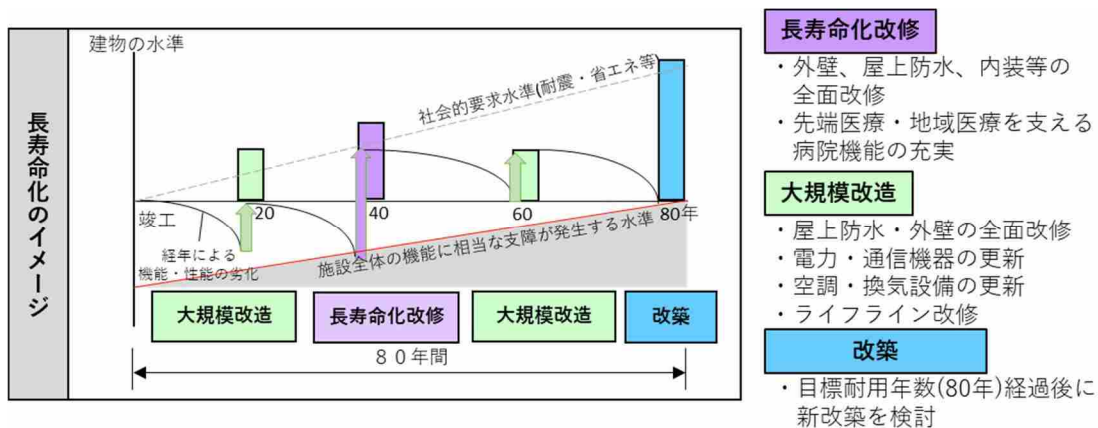 長寿命化のイメージ
建物の水準
社会的要求水準(耐震・省エネ等)
竣工
20
40
60
80年
経年による
機能・性能の劣化
施設全体の機能に相当な支障が発生する水準
大規模改造
長寿命化改修
大規模改造
改築
80年間
長寿命化改修
・外壁、屋上防水、内装等の
全面改修
・先端医療・地域医療を支える
病院機能の充実
大規模改造
・屋上防水・外壁の全面改修
・電力・通信機器の更新
・空調・換気設備の更新
・ライフライン改修
改築
・目標耐用年数(80年)経過後に
新改築を検討